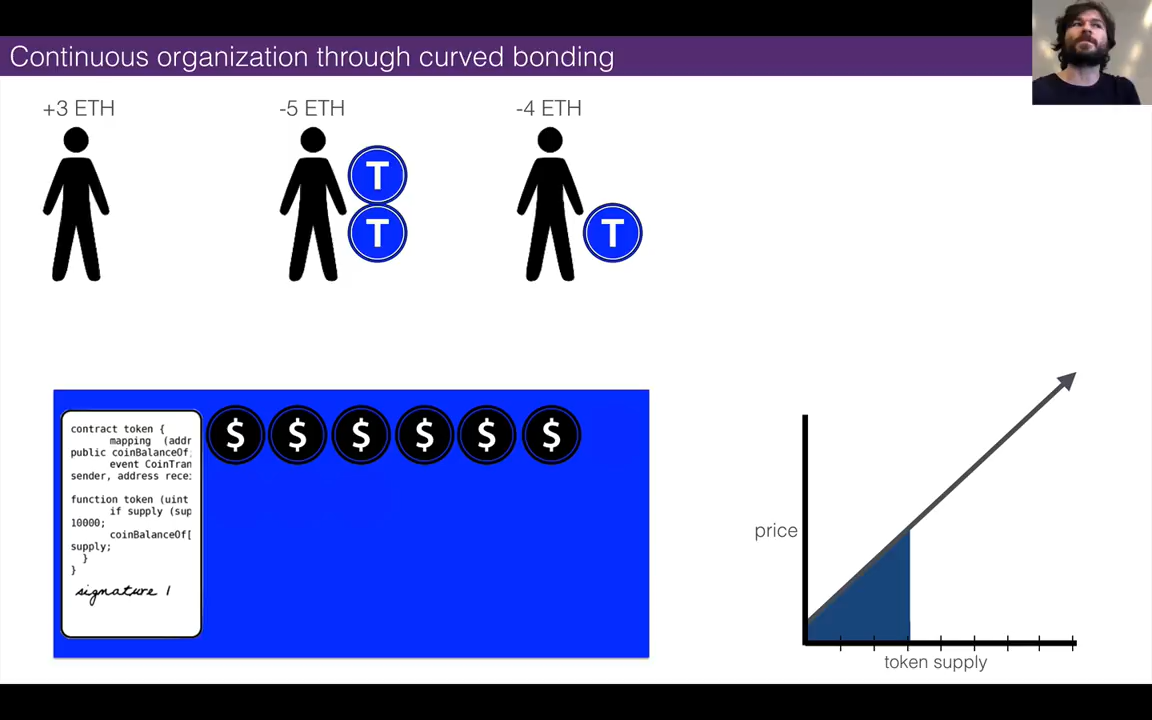 Continuous organization through curved bonding
+3 ETH
-5 ETH
-4 ETH
T
T
T
contract token {
mapping (addr
public coinBalanceOf;
event CoinTran
sender, address rece:
function token (uint
if supply (sup
10000;
coinBalanceOf[
supply;
}
}
signature 1
$ $ $ $ $ $
price
token supply